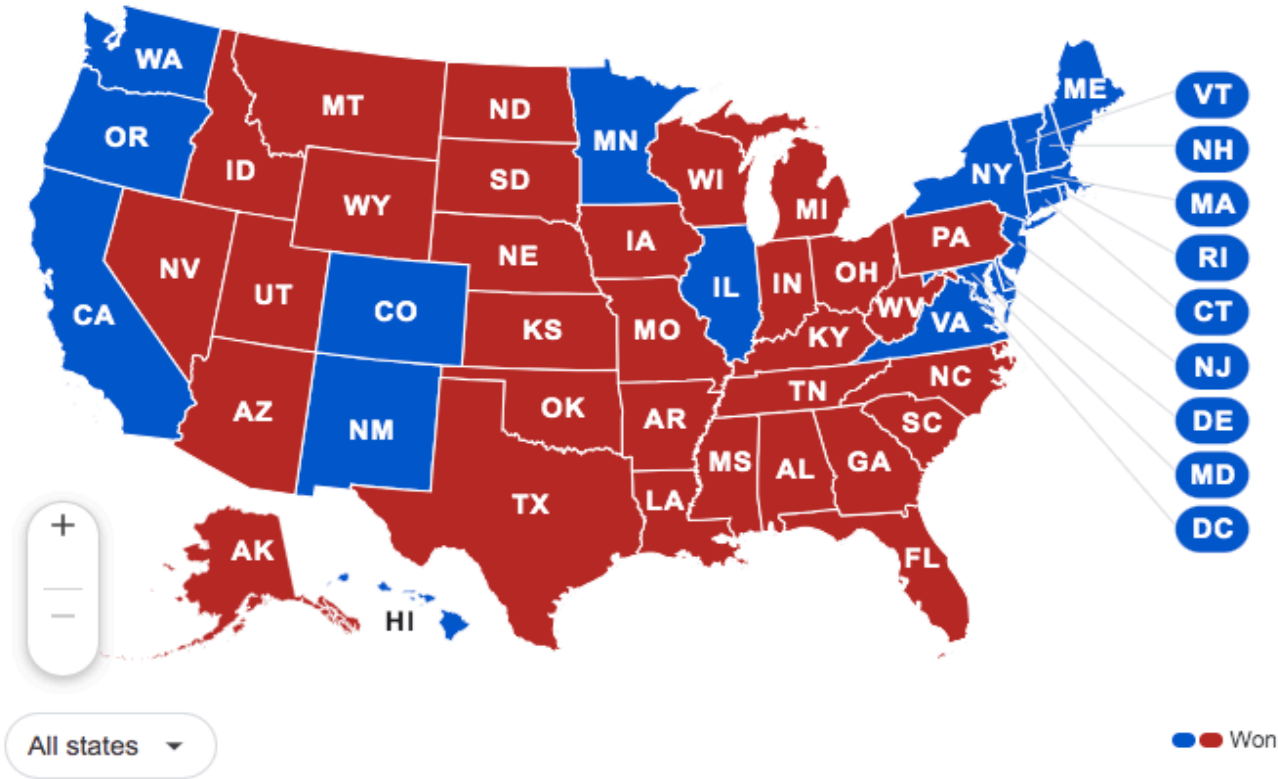 WA
ME
VT
MT
ND
OR
MN
NH
ID
SD
WI
NY
MA
WY
MI
IA
PA
RI
NE
NV
OH
UT
IL
IN
CO
WV
CT
CA
VA
KS
MO
KY
NJ
NC
TN
AZ
OK
AR
SC
DE
NM
MS
AL
GA
MD
TX
LA
DC
+
AK
FL
−
HI
All states
Won